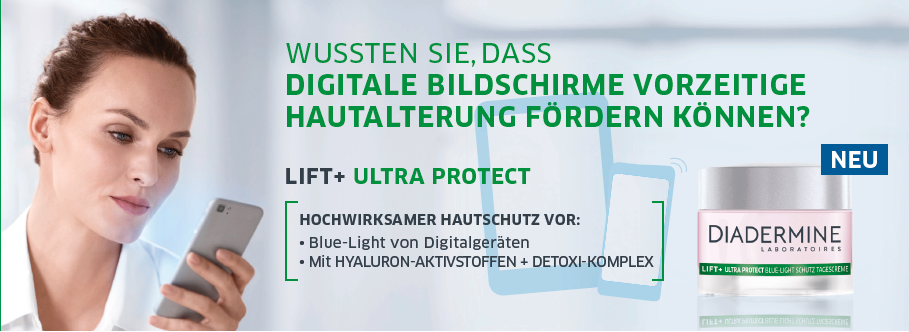 WUSSTEN SIE, DASS
DIGITALE BILDSCHIRME VORZEITIGE
HAUTALTERUNG FÖRDERN KÖNNEN?
LIFT+ ULTRA PROTECT
HOCHWIRKSAMER HAUTSCHUTZ VOR:
• Blue-Light von Digitalgeräten
• Mit HYALURON-AKTIVSTOFFEN + DETOXI-KOMPLEX
NEU
DIADERMINE
LABORATOIRES
LIFT+ ULTRA PROTECT BLUE-LIGHT SCHUTZ TAGESCREME